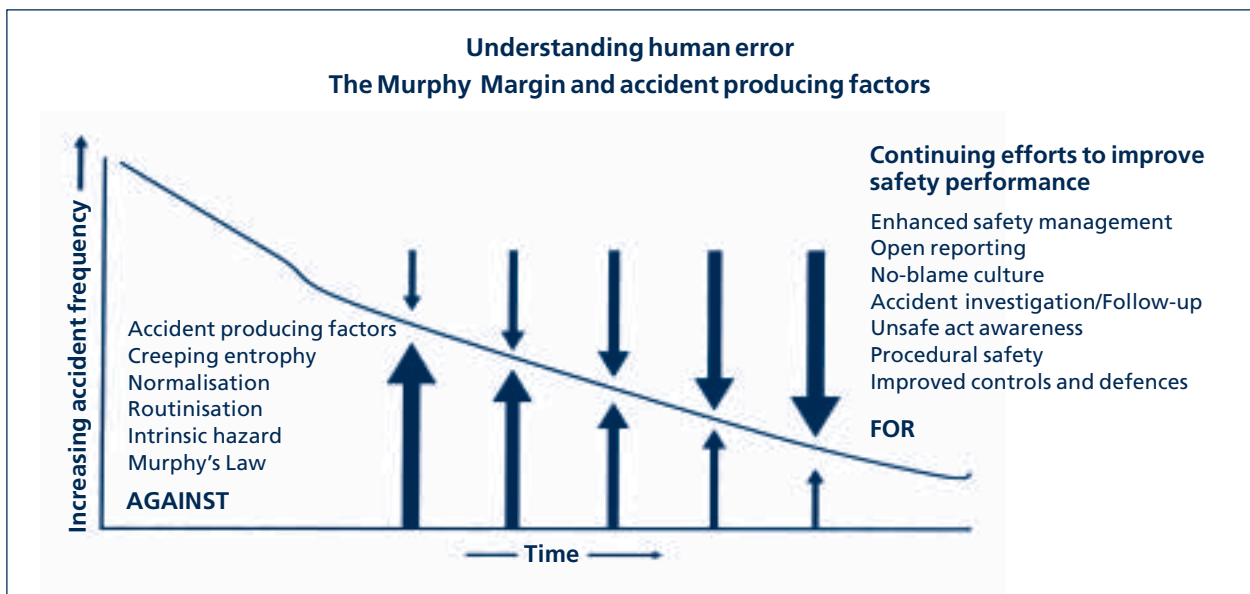 Understanding human error
The Murphy Margin and accident producing factors
Increasing accident frequency
Accident producing factors
Creeping entrophy
Normalisation
Routinisation
Intrinsic hazard
Murphy's Law
AGAINST
Continuing efforts to improve
safety performance
Enhanced safety management
Open reporting
No-blame culture
Accident investigation/Follow-up
Unsafe act awareness
Procedural safety
Improved controls and defences
FOR
Time